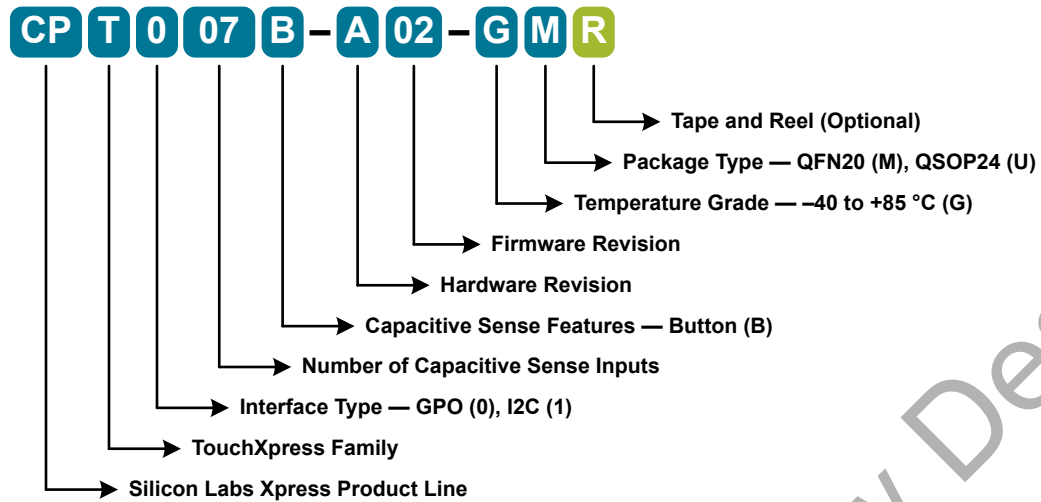 CP T 0 07 B – A 02 – G M R
Tape and Reel (Optional)
Package Type — QFN20 (M), QSOP24 (U)
Temperature Grade — –40 to +85 °C (G)
Firmware Revision
Hardware Revision
Capacitive Sense Features — Button (B)
Number of Capacitive Sense Inputs
Interface Type — GPO (0), I2C (1)
TouchXpress Family
Silicon Labs Xpress Product Line